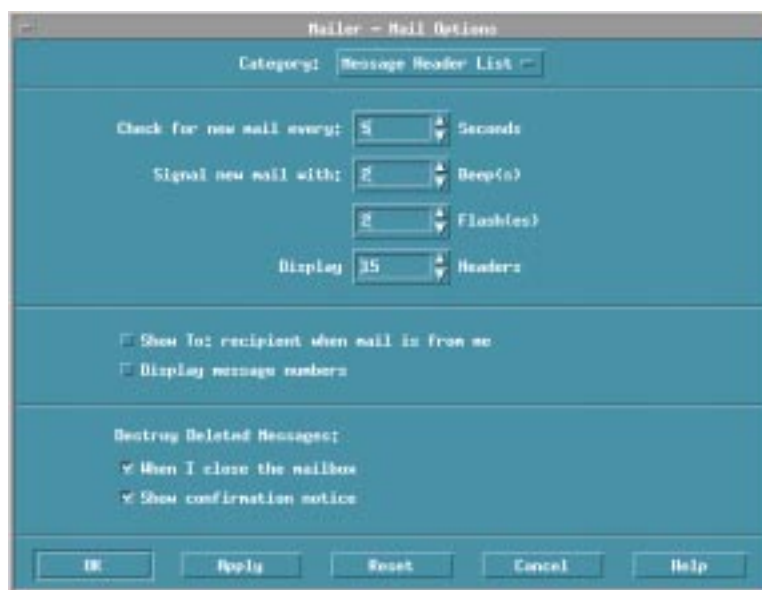 Mailer - Mail Options
Category: Message Header List
Check for new mail every: 5 Seconds
Signal new mail with: 2 Beep(s)
2 Flash(es)
Display 15 Headers
Show To: recipient when mail is from me
Display message numbers
Destroy Deleted Messages:
When I close the mailbox
Show confirmation notice
OK Apply Reset Cancel Help